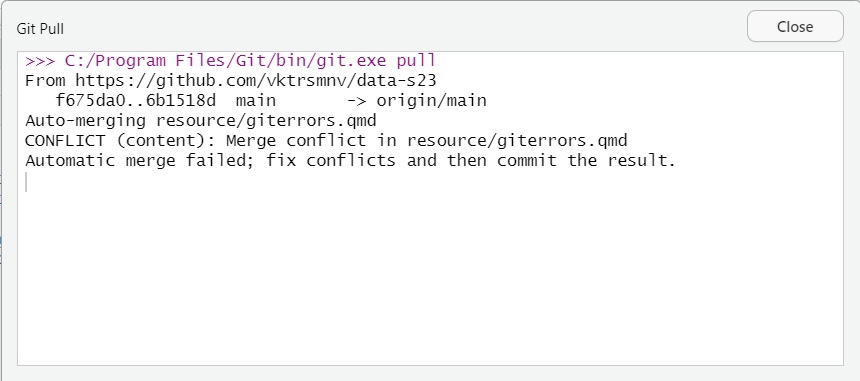 Git Pull
Close
>>> C:/Program Files/Git/bin/git.exe pull
From https://github.com/vktrsmnv/data-s23
   f675da0..6b1518d  main       -> origin/main
Auto-merging resource/giterrors.qmd
CONFLICT (content): Merge conflict in resource/giterrors.qmd
Automatic merge failed; fix conflicts and then commit the result.